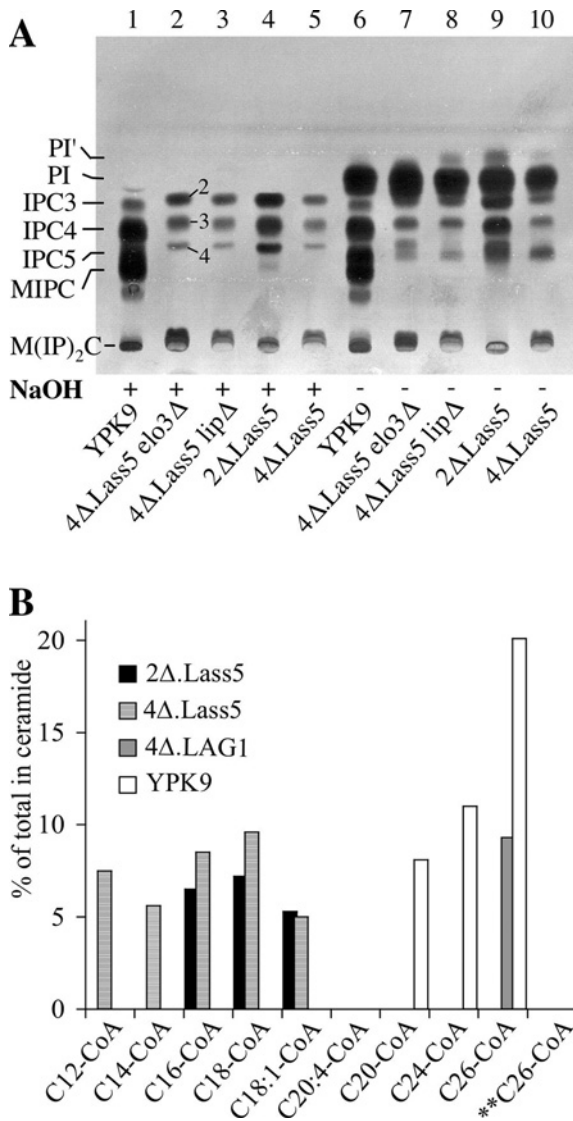 1 2 3 4 5 6 7 8 9 10
A
PI'
PI
IPC3
IPC4
IPC5
MIPC
M(IP)2C
2
3
4
NaOH + + + + + - - - - -
YPK9
4Δ.Lass5 elo3Δ
4Δ.Lass5 lipΔ
2Δ.Lass5
4Δ.Lass5
YPK9
4Δ.Lass5 elo3Δ
4Δ.Lass5 lipΔ
2Δ.Lass5
4Δ.Lass5
B
% of total in ceramide
20
15
10
5
0
2Δ.Lass5
4Δ.Lass5
4Δ.LAG1
YPK9
C12-CoA
C14-CoA
C16-CoA
C18-CoA
C18:1-CoA
C20:4-CoA
C20-CoA
C24-CoA
C26-CoA
**C26-CoA